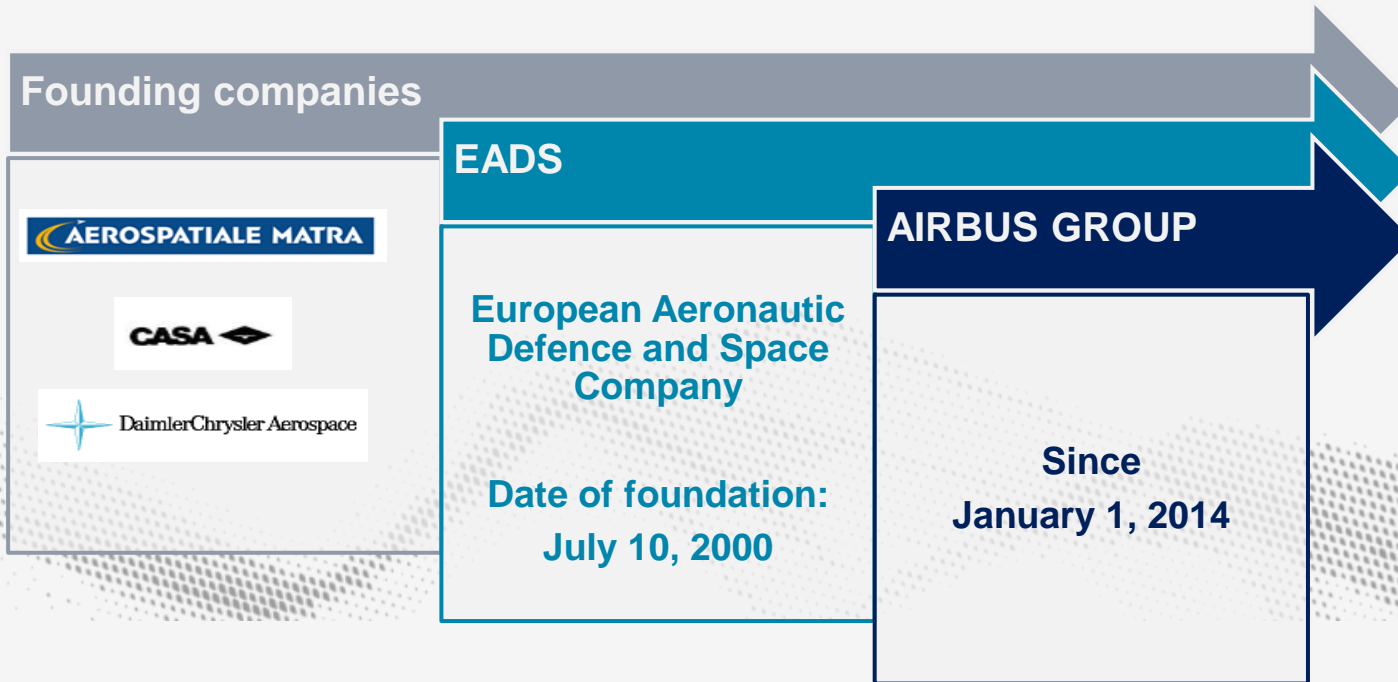 Founding companies
AEROSPATIALE MATRA
CASA
DaimlerChrysler Aerospace
EADS
European Aeronautic
Defence and Space
Company
Date of foundation:
July 10, 2000
AIRBUS GROUP
Since
January 1, 2014